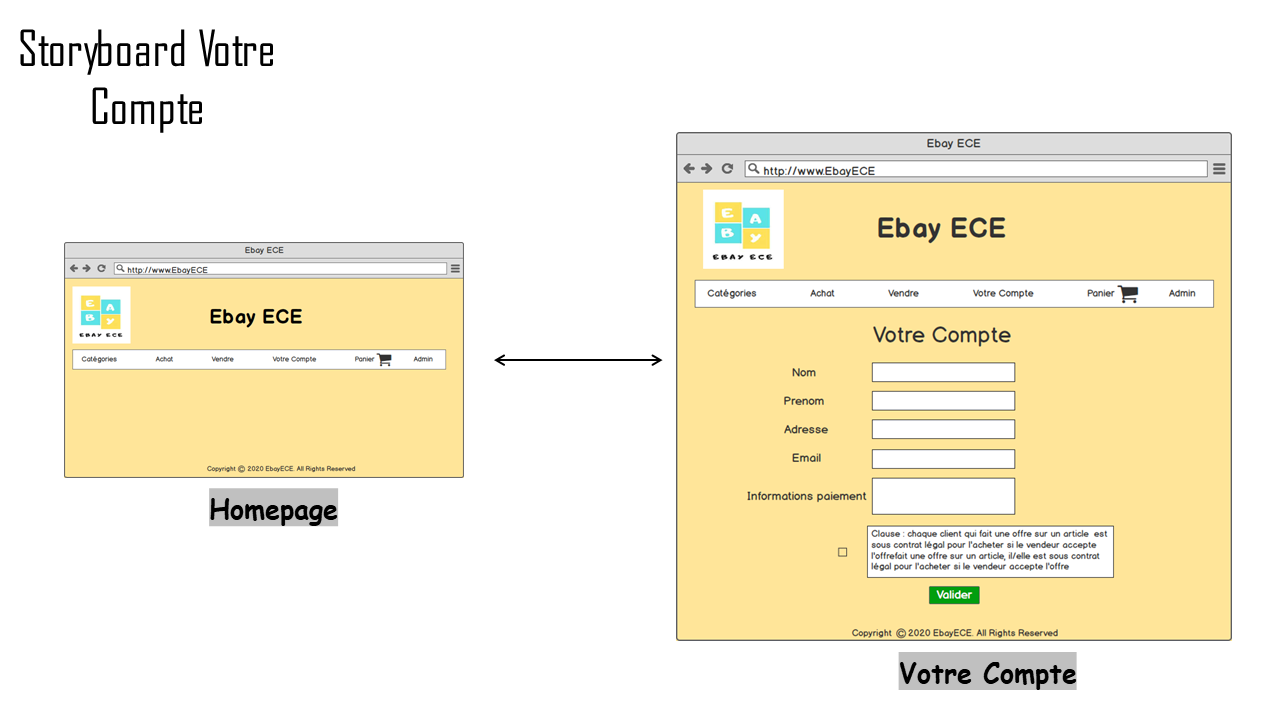 Storyboard Votre
Compte
Ebay ECE
http://www.EbayECE
E A
B Y
EBAY ECE
Ebay ECE
Catégories Achat Vendre Votre Compte Panier Admin
Copyright © 2020 EbayECE. All Rights Reserved
Homepage
Ebay ECE
http://www.EbayECE
E A
B Y
EBAY ECE
Ebay ECE
Catégories Achat Vendre Votre Compte Panier Admin
Votre Compte
Nom
Prenom
Adresse
Email
Informations paiement
Clause : chaque client qui fait une offre sur un article est
sous contrat légal pour l'acheter si le vendeur accepte
l'offrefait une offre sur un article, il/elle est sous contrat
légal pour l'acheter si le vendeur accepte l'offre
Valider
Copyright © 2020 EbayECE. All Rights Reserved
Votre Compte